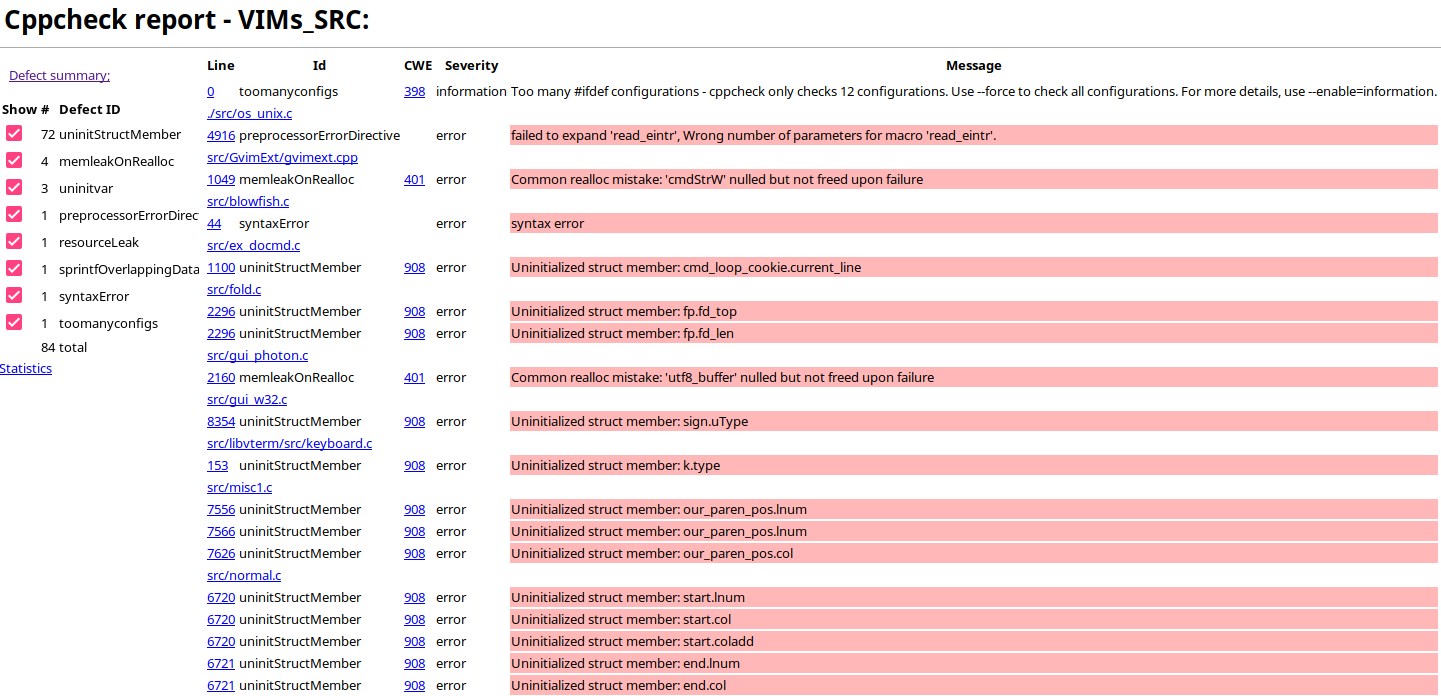 Cppcheck report - VIMs_SRC:
Defect summary;
Show # Defect ID
72 uninitStructMember
4 memleakOnRealloc
3 uninitvar
1 preprocessorErrorDirec
1 resourceLeak
1 sprintfOverlappingData
1 syntaxError
1 toomanyconfigs
84 total
Statistics
Line Id CWE Severity Message
0 toomanyconfigs 398 information Too many #ifdef configurations - cppcheck only checks 12 configurations. Use --force to check all configurations. For more details, use --enable=information.
./src/os_unix.c
4916 preprocessorErrorDirective error failed to expand 'read_eintr', Wrong number of parameters for macro 'read_eintr'.
src/GvimExt/gvimext.cpp
1049 memleakOnRealloc 401 error Common realloc mistake: 'cmdStrW' nulled but not freed upon failure
src/blowfish.c
44 syntaxError error syntax error
src/ex_docmd.c
1100 uninitStructMember 908 error Uninitialized struct member: cmd_loop_cookie.current_line
src/fold.c
2296 uninitStructMember 908 error Uninitialized struct member: fp.fd_top
2296 uninitStructMember 908 error Uninitialized struct member: fp.fd_len
src/gui_photon.c
2160 memleakOnRealloc 401 error Common realloc mistake: 'utf8_buffer' nulled but not freed upon failure
src/gui_w32.c
8354 uninitStructMember 908 error Uninitialized struct member: sign.uType
src/libvterm/src/keyboard.c
153 uninitStructMember 908 error Uninitialized struct member: k.type
src/misc1.c
7556 uninitStructMember 908 error Uninitialized struct member: our_paren_pos.lnum
7566 uninitStructMember 908 error Uninitialized struct member: our_paren_pos.lnum
7626 uninitStructMember 908 error Uninitialized struct member: our_paren_pos.col
src/normal.c
6720 uninitStructMember 908 error Uninitialized struct member: start.lnum
6720 uninitStructMember 908 error Uninitialized struct member: start.col
6720 uninitStructMember 908 error Uninitialized struct member: start.coladd
6721 uninitStructMember 908 error Uninitialized struct member: end.lnum
6721 uninitStructMember 908 error Uninitialized struct member: end.col